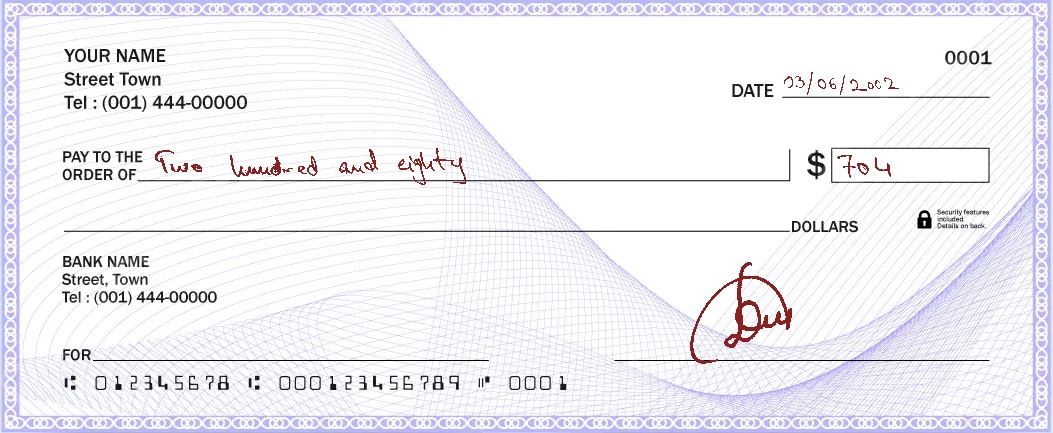 YOUR NAME
0001
Street Town
Tel : (001) 444-00000
DATE 03/06/2002
PAY TO THE ORDER OF Two hundred and eighty $ 704
DOLLARS
Security features
included.
Details on back.
BANK NAME
Street, Town
Tel : (001) 444-00000
FOR
⑆ 012345678 ⑆ 000123456789 ⑈ 0001